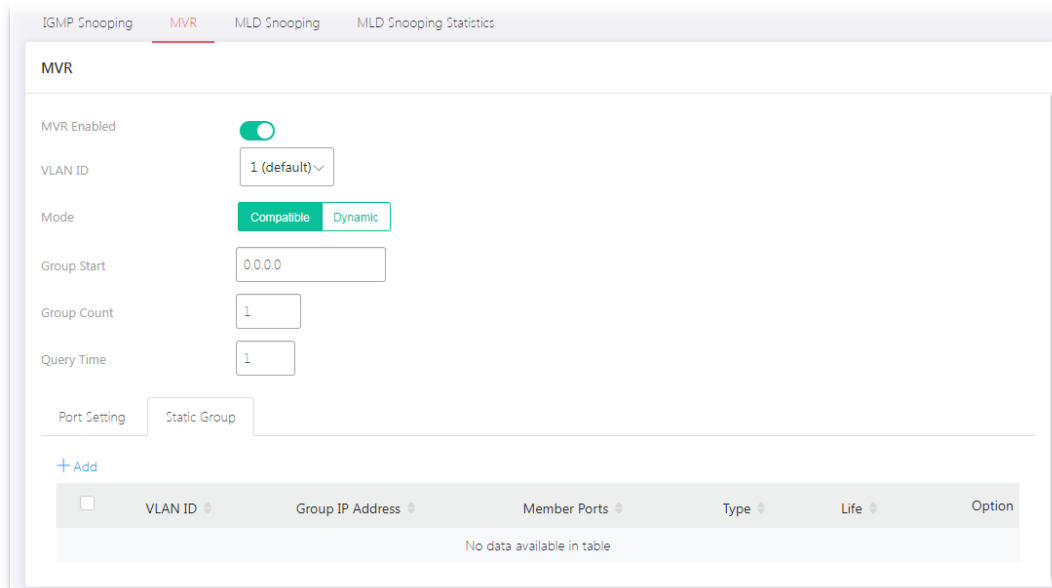 IGMP Snooping MVR MLD Snooping MLD Snooping Statistics
MVR
MVR Enabled
VLAN ID 1 (default)
Mode Compatible Dynamic
Group Start 0.0.0.0
Group Count 1
Query Time 1
Port Setting Static Group
+ Add
VLAN ID Group IP Address Member Ports Type Life Option
No data available in table